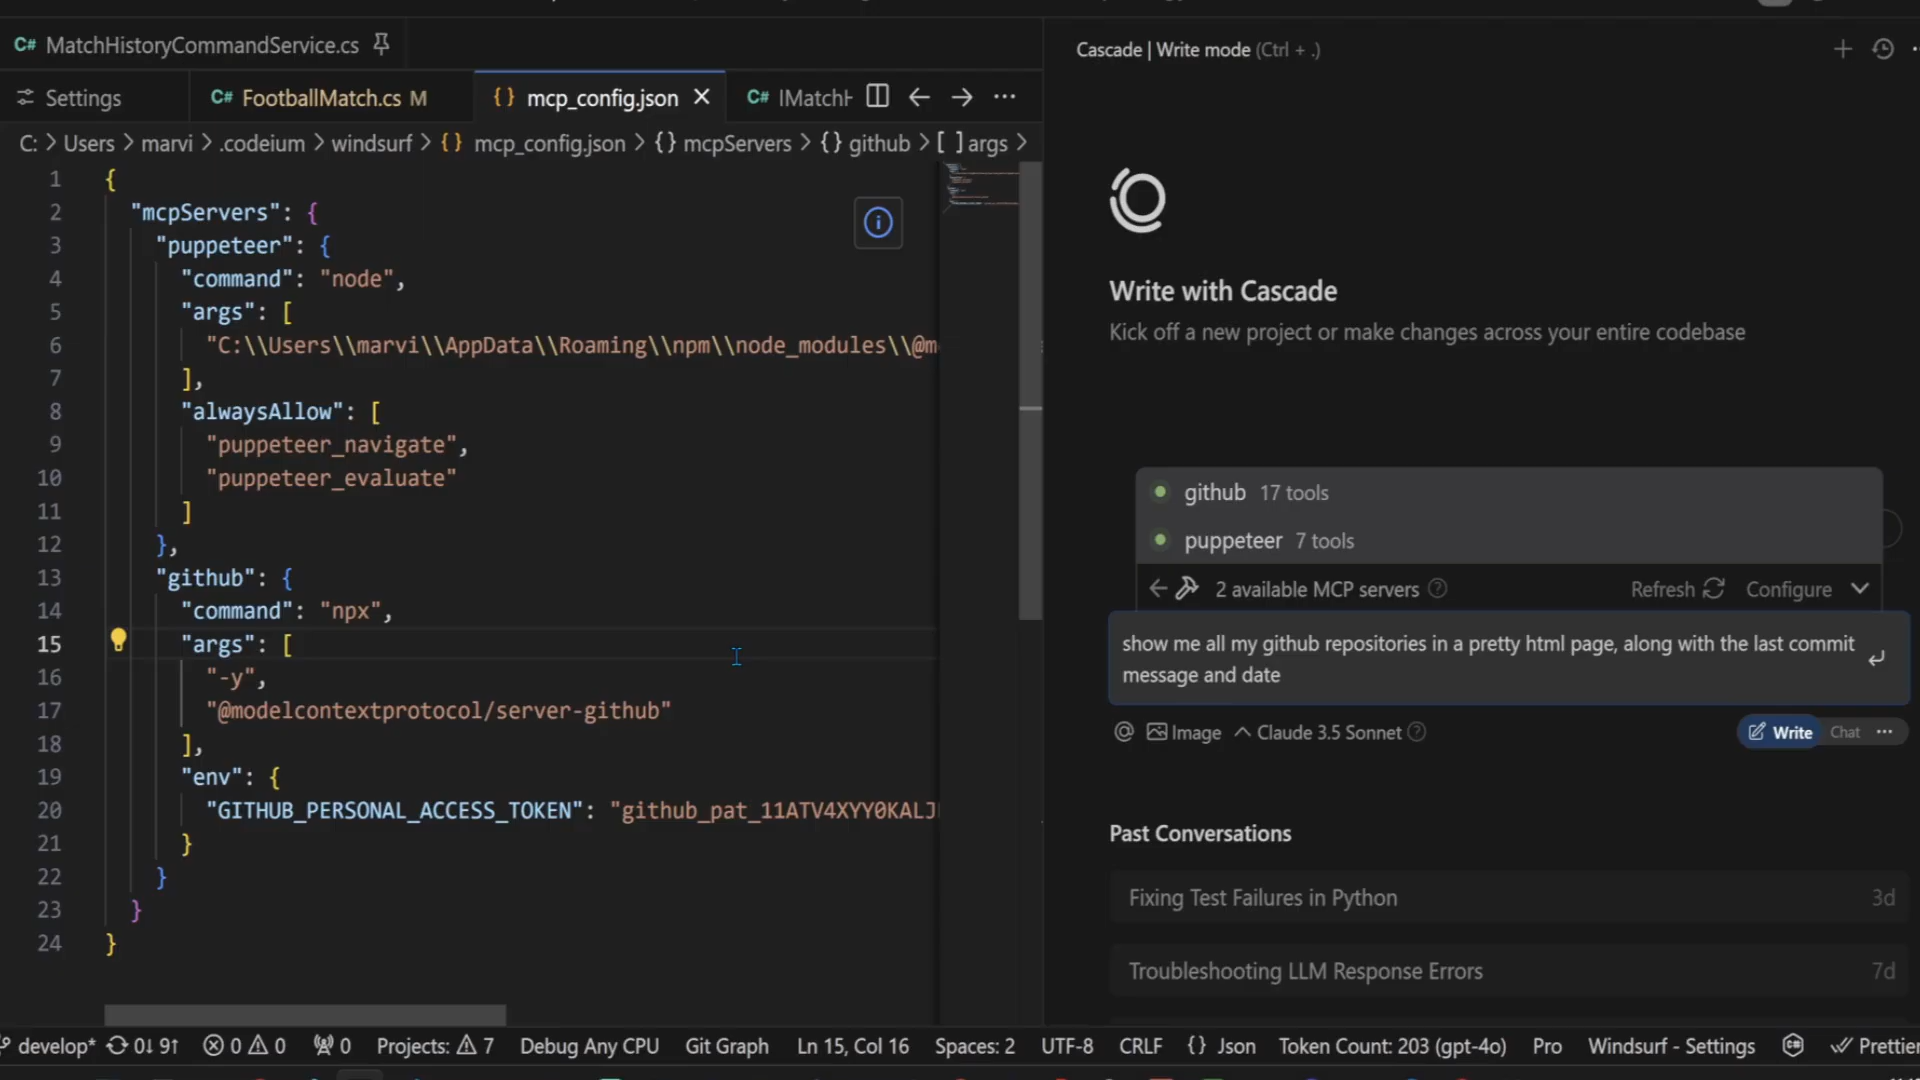 C# MatchHistoryCommandService.cs
Settings
C# FootballMatch.cs M
{} mcp_config.json
C# IMatchH
C: > Users > marvi > .codeium > windsurf > {} mcp_config.json > {} mcpServers > {} github > [ ] args >
1 {
2 "mcpServers": {
3 "puppeteer": {
4 "command": "node",
5 "args": [
6 "C:\\Users\\marvi\\AppData\\Roaming\\npm\\node_modules\\@m
7 ],
8 "alwaysAllow": [
9 "puppeteer_navigate",
10 "puppeteer_evaluate"
11 ]
12 },
13 "github": {
14 "command": "npx",
15 "args": [
16 "-y",
17 "@modelcontextprotocol/server-github"
18 ],
19 "env": {
20 "GITHUB_PERSONAL_ACCESS_TOKEN": "github_pat_11ATV4XYY0KALJ
21 }
22 }
23 }
24 }
Cascade | Write mode (Ctrl + .)
Write with Cascade
Kick off a new project or make changes across your entire codebase
github 17 tools
puppeteer 7 tools
2 available MCP servers
Refresh
Configure
show me all my github repositories in a pretty html page, along with the last commit
message and date
@ Image Claude 3.5 Sonnet
Write Chat
Past Conversations
Fixing Test Failures in Python 3d
Troubleshooting LLM Response Errors 7d
develop* 0↓ 9↑ 0 0 0 Projects: 7 Debug Any CPU Git Graph Ln 15, Col 16 Spaces: 2 UTF-8 CRLF {} Json Token Count: 203 (gpt-4o) Pro Windsurf - Settings Prettier